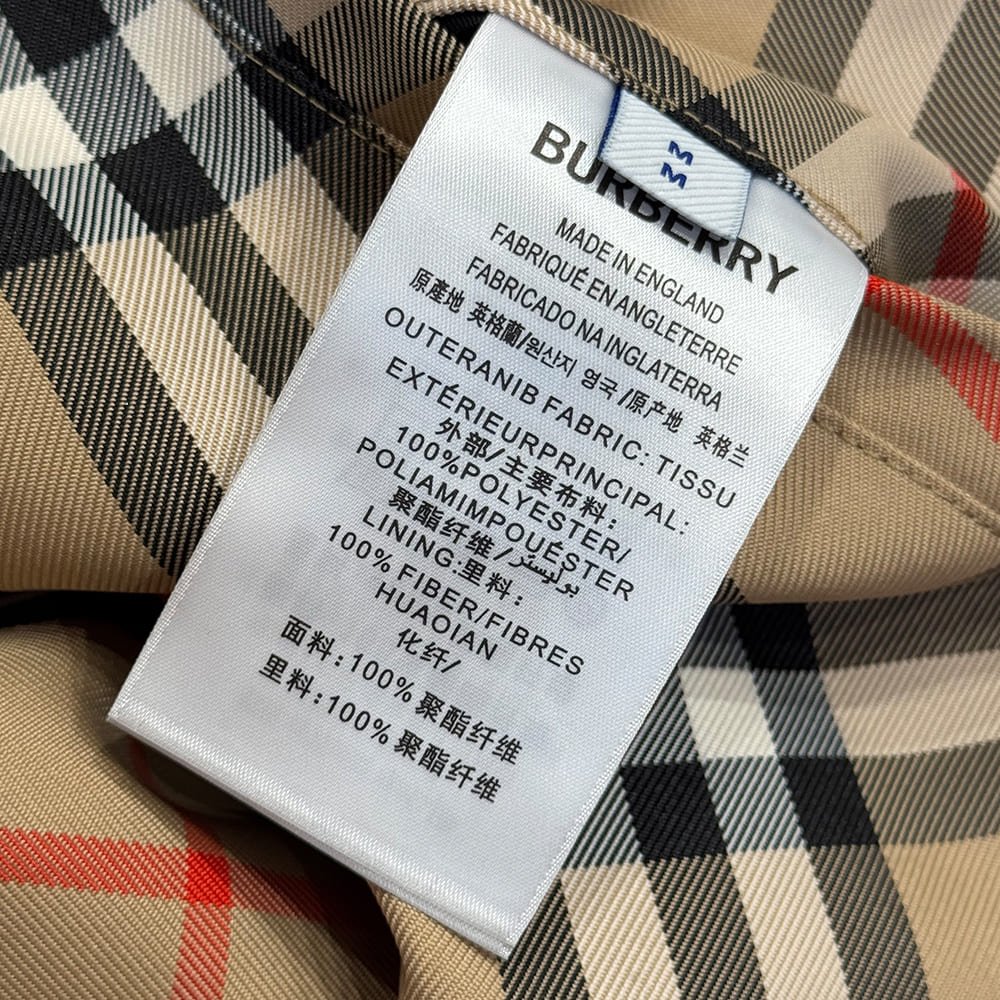 M
M
BURBERRY
MADE IN ENGLAND
FABRIQUÉ EN ANGLETERRE
FABRICADO NA INGLATERRA
原產地 英格蘭/원산지 영국/原产地 英格兰
OUTERANIB FABRIC: TISSU
EXTÉRIEURPRINCIPAL:
外部/主要布料:
100%POLYESTER/
POLIAMIMPOUÉSTER
聚酯纤维/بوليستر
LINING:里料:
100% FIBER/FIBRES
HUAOIAN
化纤/
面料:100% 聚酯纤维
里料:100% 聚酯纤维